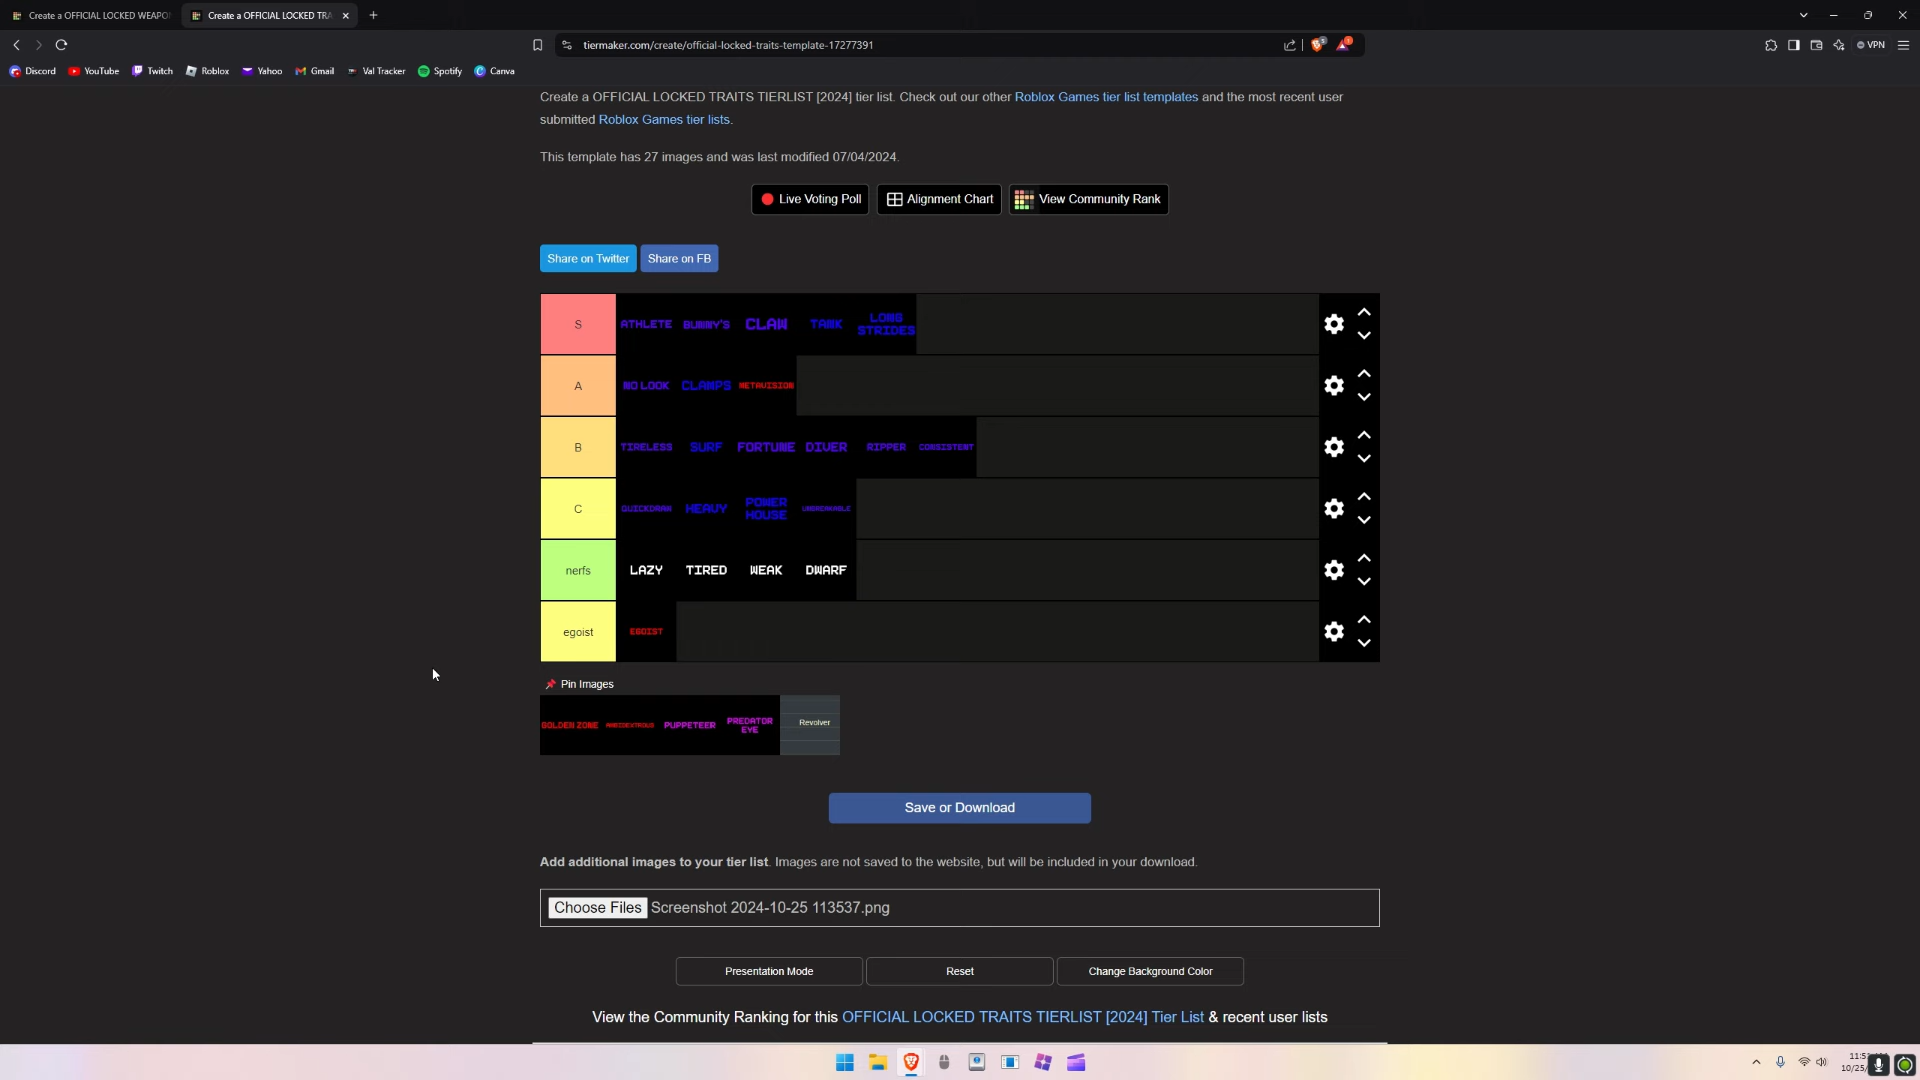 Create a OFFICIAL LOCKED WEAPO
Create a OFFICIAL LOCKED TRA
tiermaker.com/create/official-locked-traits-template-17277391
VPN
Discord YouTube Twitch Roblox Yahoo Gmail Val Tracker Spotify Canva
Create a OFFICIAL LOCKED TRAITS TIERLIST [2024] tier list. Check out our other Roblox Games tier list templates and the most recent user
submitted Roblox Games tier lists.
This template has 27 images and was last modified 07/04/2024.
Live Voting Poll Alignment Chart View Community Rank
Share on Twitter Share on FB
S ATHLETE BUNNY'S CLAW TANK LONG STRIDES
A NO LOOK CLAMPS METAVISION
B TIRELESS SURF FORTUNE DIVER RIPPER CONSISTENT
C QUICKDRAW HEAVY POWER HOUSE UNBREAKABLE
nerfs LAZY TIRED WEAK DWARF
egoist EGOIST
Pin Images
GOLDEN ZONE AMBIDEXTROUS PUPPETEER PREDATOR EYE Revolver
Save or Download
Add additional images to your tier list. Images are not saved to the website, but will be included in your download.
Choose Files Screenshot 2024-10-25 113537.png
Presentation Mode Reset Change Background Color
View the Community Ranking for this OFFICIAL LOCKED TRAITS TIERLIST [2024] Tier List & recent user lists